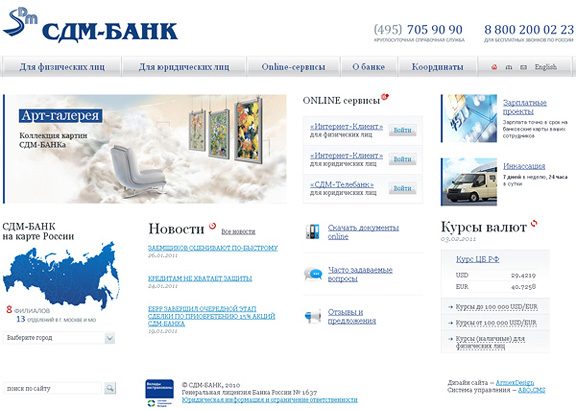 SDM
СДМ-БАНК
(495) 705 90 90
КРУГЛОСУТОЧНАЯ СПРАВОЧНАЯ СЛУЖБА
8 800 200 02 23
ДЛЯ БЕСПЛАТНЫХ ЗВОНКОВ ПО РОССИИ
Для физических лиц
Для юридических лиц
Online-сервисы
О банке
Координаты
English
Арт-галерея
Коллекция картин
СДМ-БАНКа
ONLINE сервисы
«Интернет-Клиент»
для физических лиц
Войти
«Интернет-Клиент»
для юридических лиц
Войти
«СДМ-Телебанк»
для физических лиц
Войти
Зарплатные
проекты
Зарплата точно в срок на
банковские карты ваших
сотрудников
Инкассация
7 дней в неделю, 24 часа
в сутки
СДМ-БАНК
на карте России
8 ФИЛИАЛОВ
13 ОТДЕЛЕНИЙ В Г. МОСКВЕ И МО
Выберите город
Новости
Все новости
ЗАЕМЩИКОВ ОЦЕНИВАЮТ ПО-БЫСТРОМУ
26.01.2011
КРЕДИТАМ НЕ ХВАТАЕТ ЗАЩИТЫ
24.01.2011
ЕБРР ЗАВЕРШИЛ ОЧЕРЕДНОЙ ЭТАП
СДЕЛКИ ПО ПРИОБРЕТЕНИЮ 15% АКЦИЙ
СДМ-БАНКА
Скачать документы
online
Часто задаваемые
вопросы
Отзывы и
предложения
Курсы валют
03.02.2011
Курс ЦБ РФ
USD 29.4219
EUR 40.7258
Курсы до 100 000 USD/EUR
Курсы от 100 000 USD/EUR
Курсы (наличные) для
физических лиц
поиск по сайту
© СДМ-БАНК, 2010
Генеральная лицензия Банка России № 1637
Юридическая информация и ограничение ответственности
Дизайн сайта – ArmexDesign
Система управления – ABO.CMS